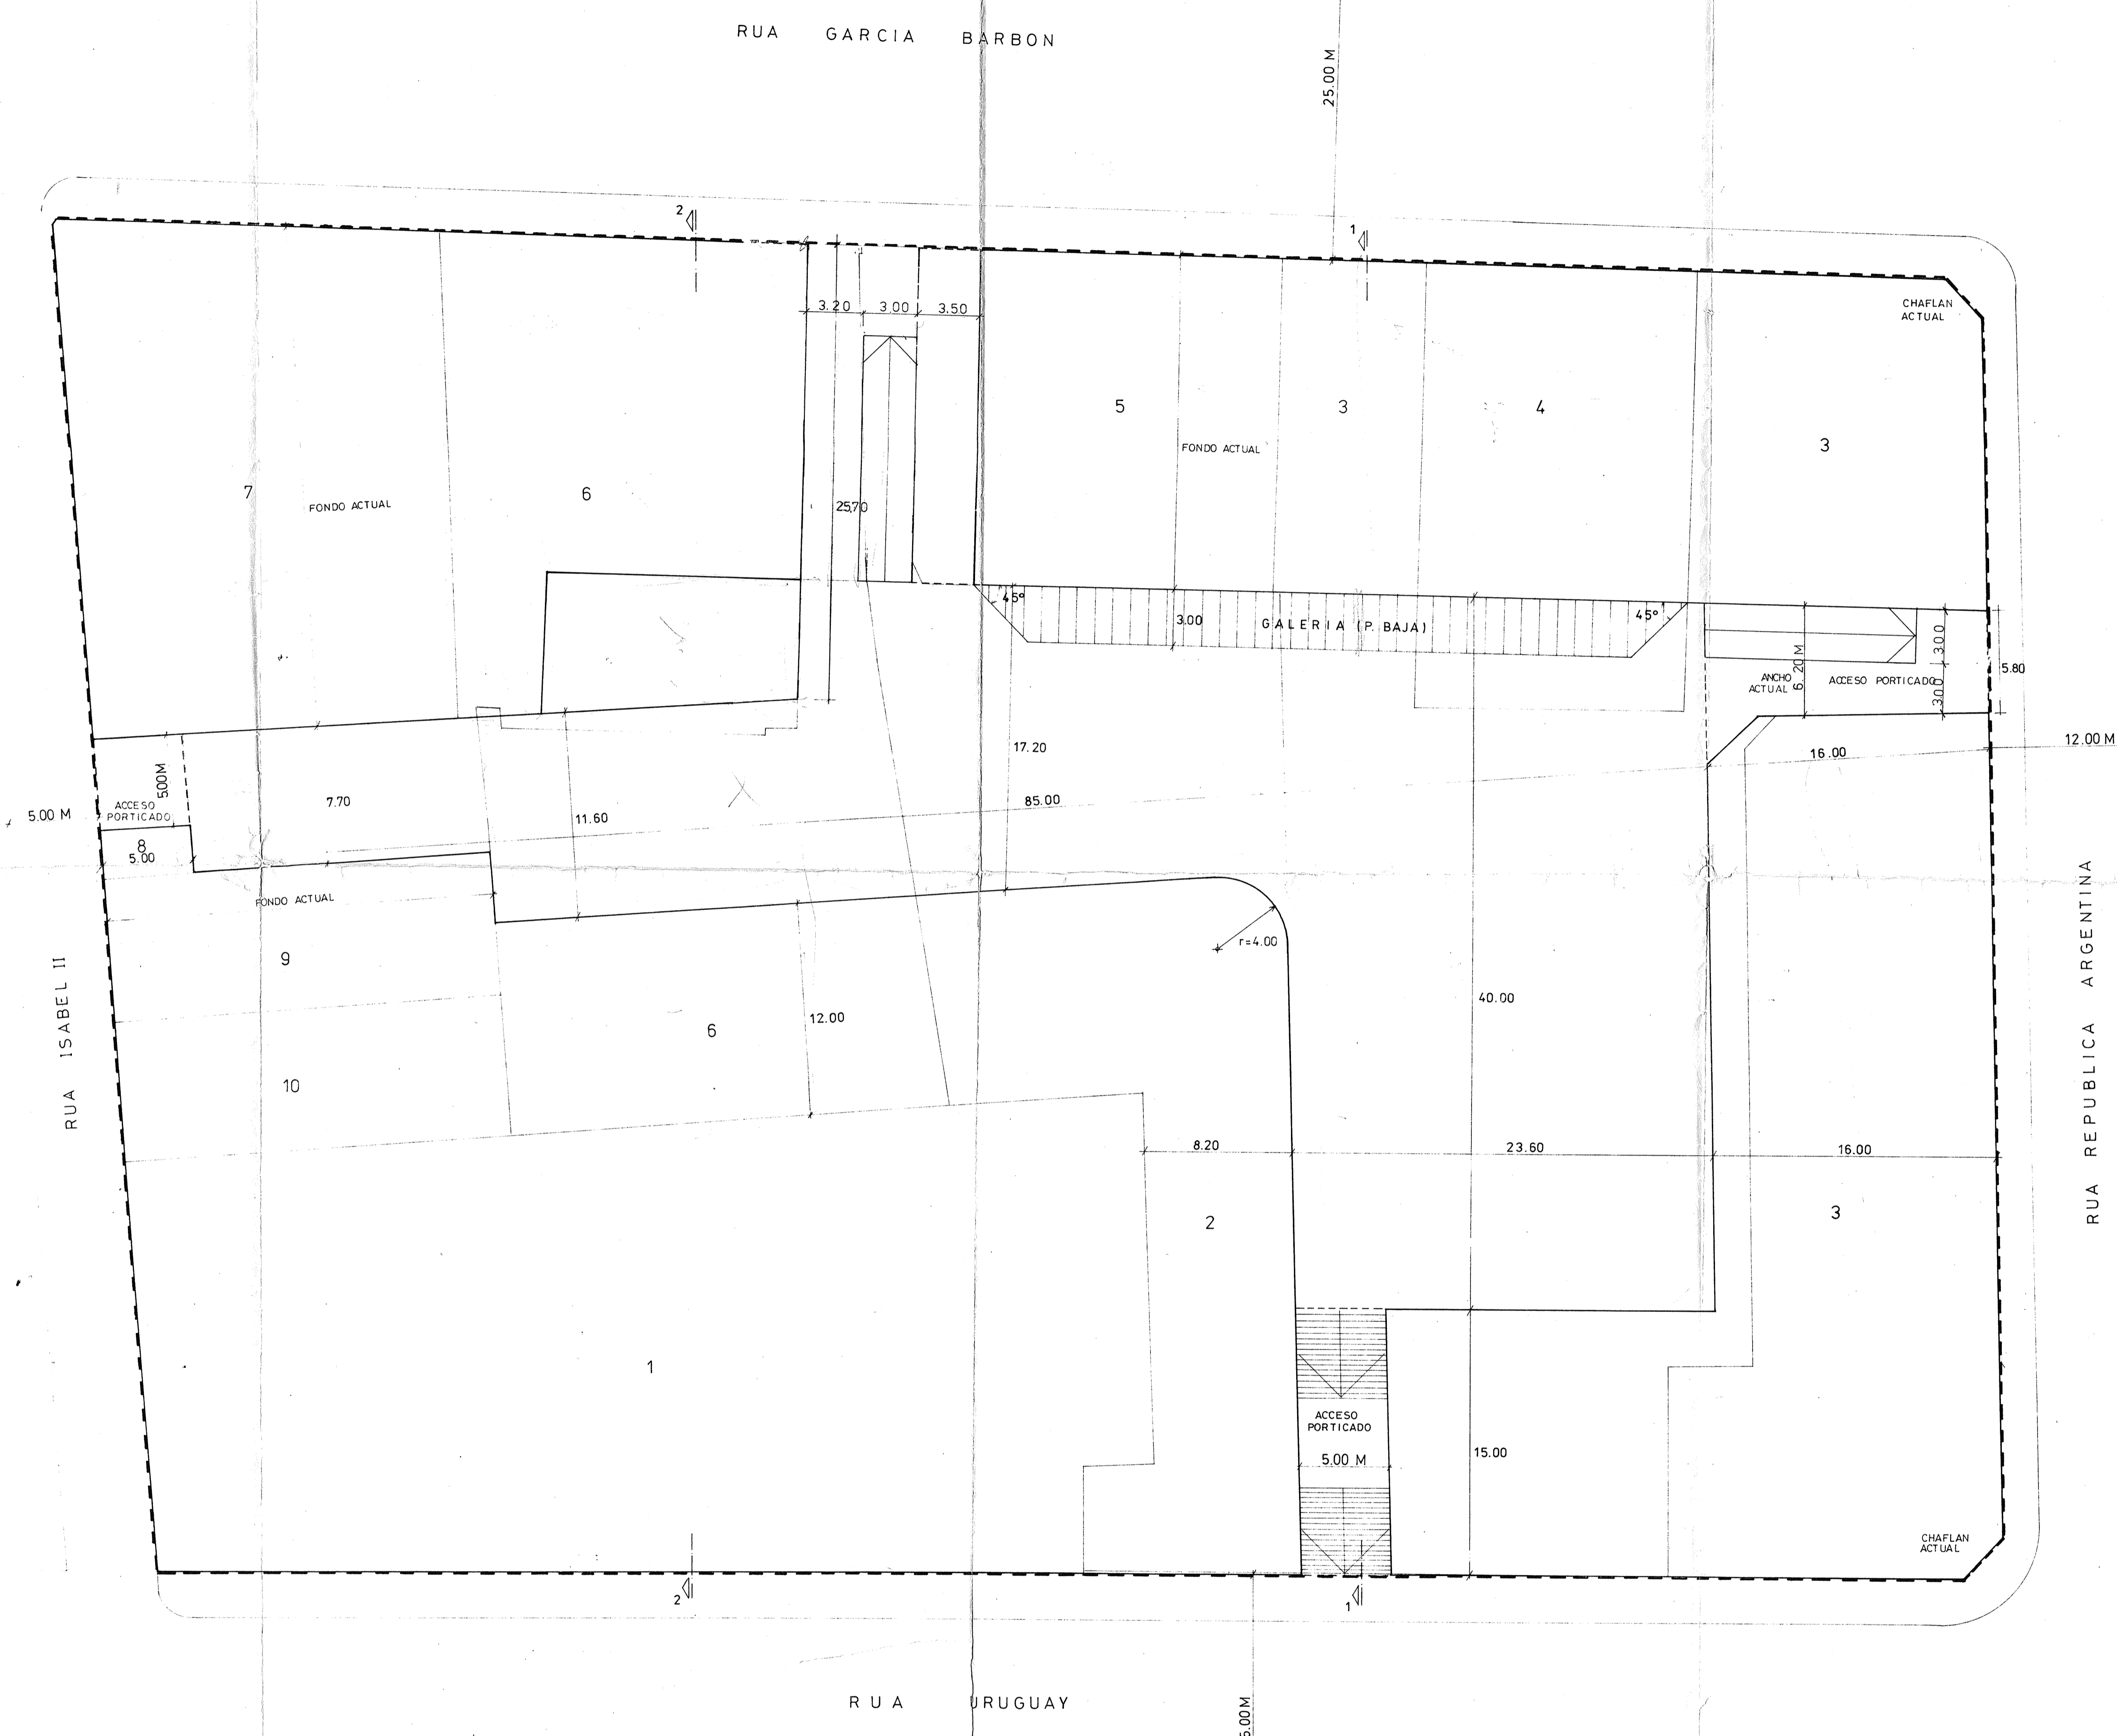 RUA GARCIA BARBON
25.00 M
2
1
CHAFLAN
ACTUAL
3.20
3.00
3.50
5
3
4
3
FONDO ACTUAL
7
6
FONDO ACTUAL
25,70
45°
3.00
GALERIA (P. BAJA)
45°
6.20 M
3.00
3.00
5.80
ANCHO
ACTUAL
ACCESO PORTICADO
17.20
16.00
12.00 M
5.00M
7.70
85.00
ACCESO
PORTICADO
5.00 M
11.60
8
5.00
FONDO ACTUAL
r=4.00
9
RUA ISABEL II
40.00
RUA REPUBLICA ARGENTINA
6
12.00
10
8.20
23.60
16.00
2
3
1
ACCESO
PORTICADO
5.00 M
15.00
CHAFLAN
ACTUAL
2
1
RUA URUGUAY
5.00M